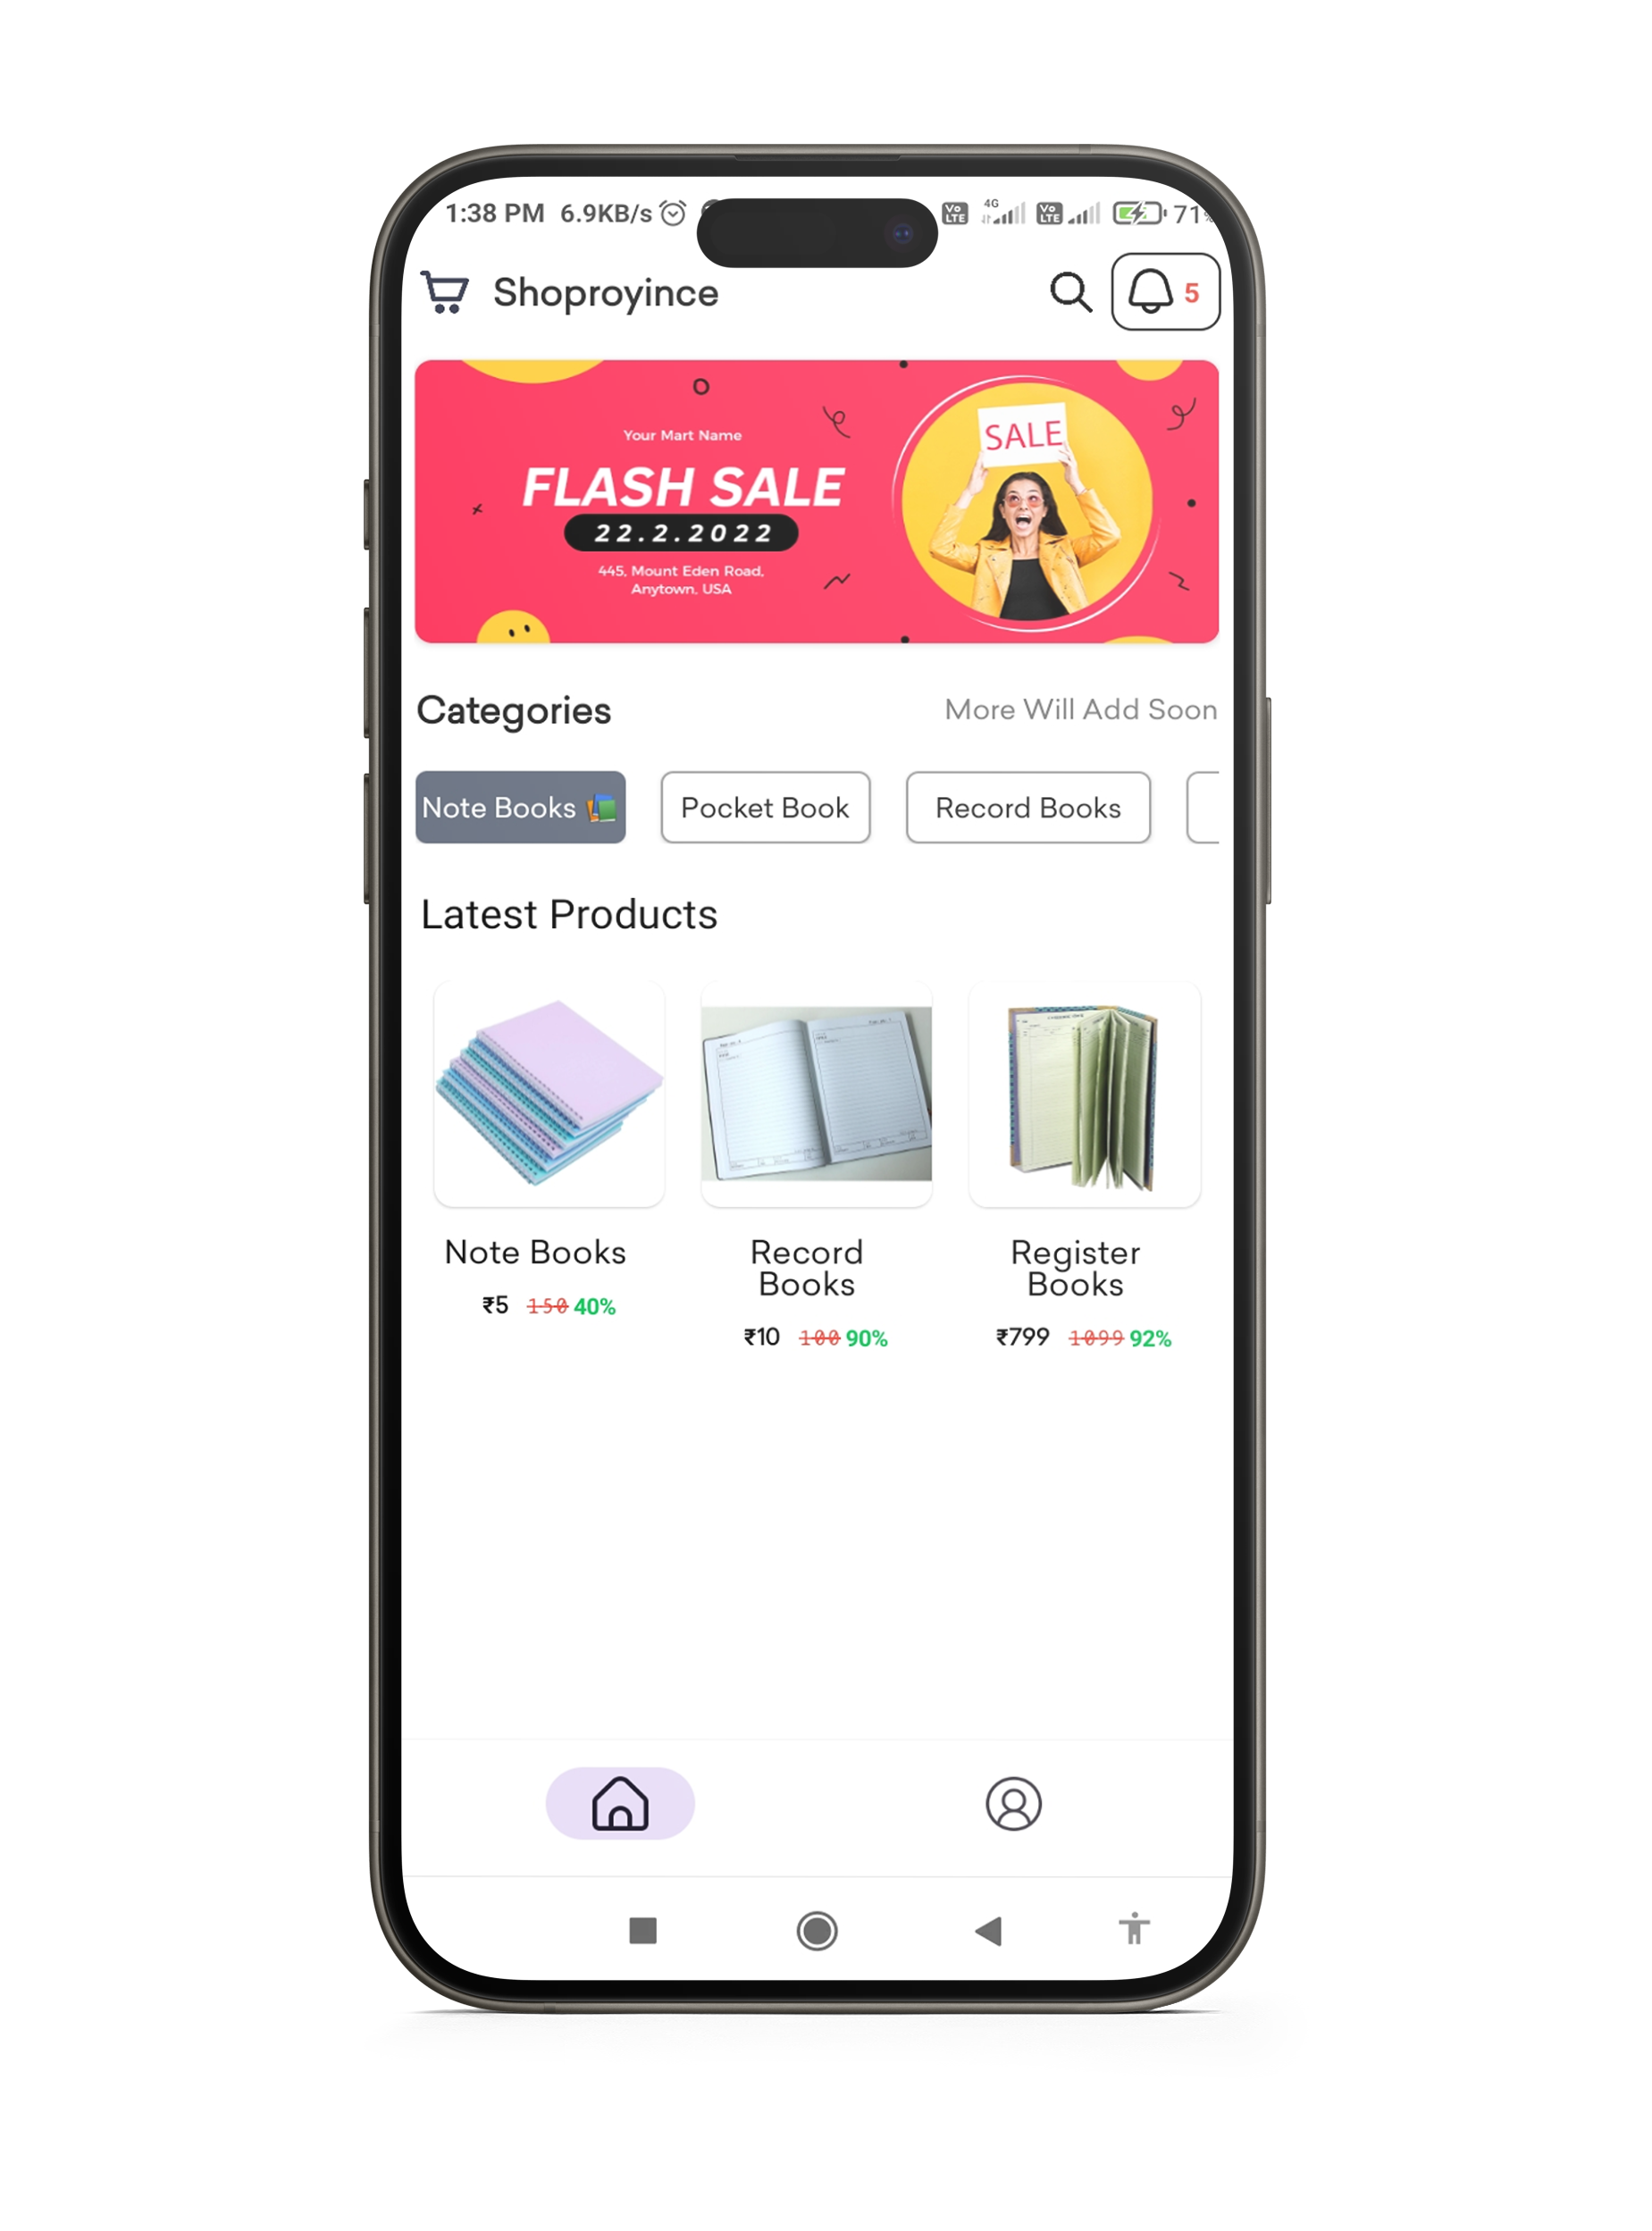 1:38 PM 6.9KB/s Vo LTE 4G Vo LTE 71%
Shoproyince 5
Your Mart Name
SALE
FLASH SALE
22.2.2022
445, Mount Eden Road,
Anytown, USA
Categories More Will Add Soon
Note Books Pocket Book Record Books
Latest Products
Note Books Record Books Register Books
₹5 150 40% ₹10 100 90% ₹799 1099 92%